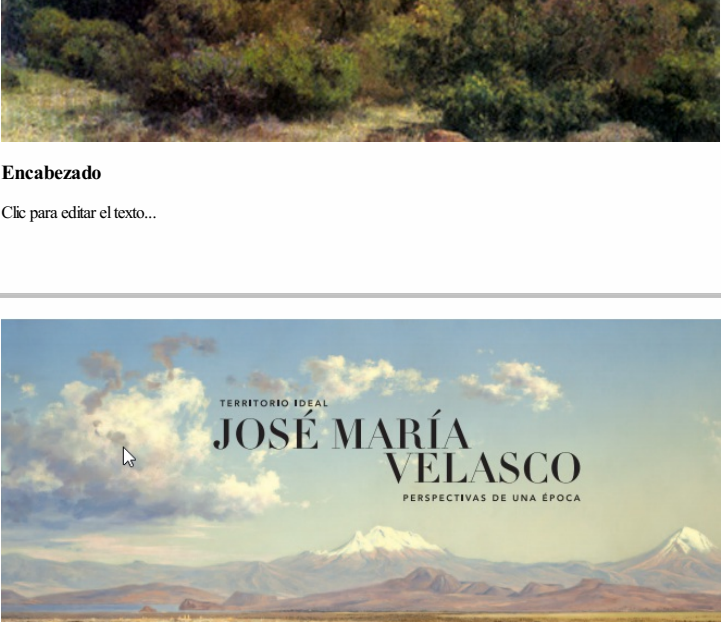 Encabezado
Clic para editar el texto...
TERRITORIO IDEAL
JOSÉ MARÍA
VELASCO
PERSPECTIVAS DE UNA ÉPOCA